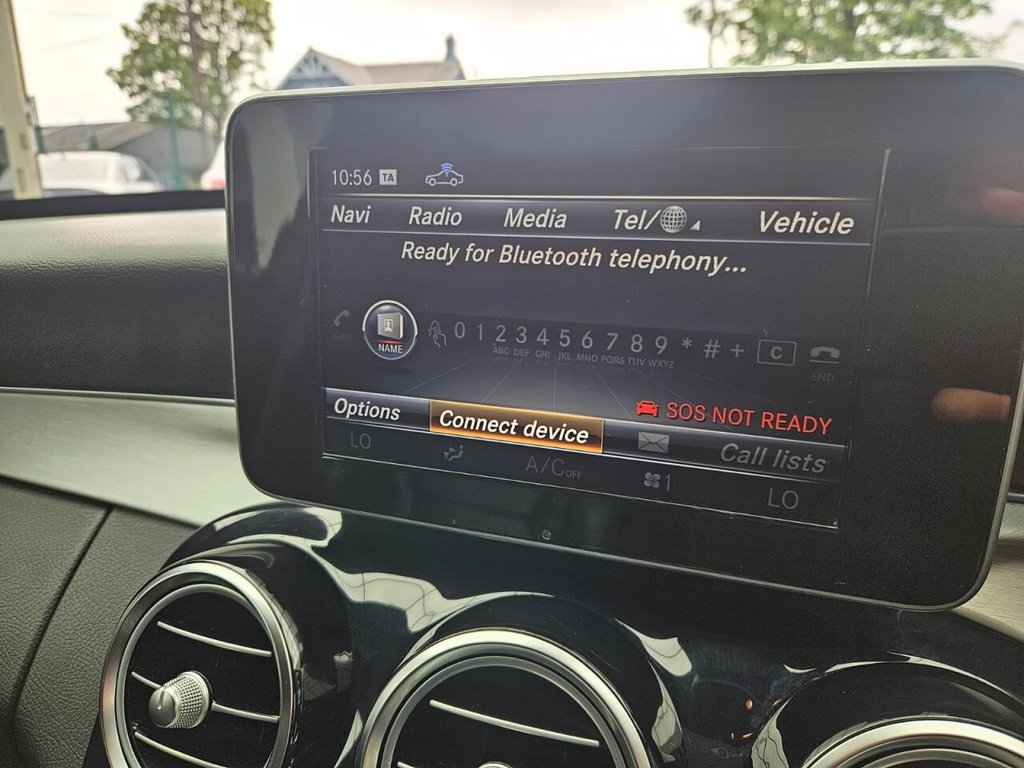 10:56 TA
Navi Radio Media Tel/ Vehicle
Ready for Bluetooth telephony...
NAME 0 1 2 3 4 5 6 7 8 9 * # + C
ABC DEF GHI JKL MNO PQRS TUV WXYZ
END
SOS NOT READY
Options Connect device Call lists
LO A/C OFF 1 LO